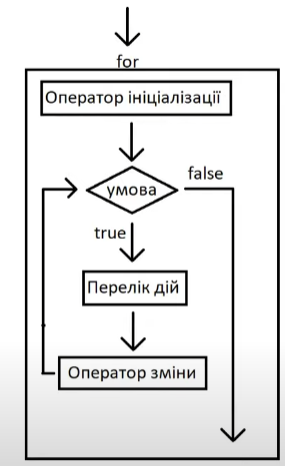 for
Оператор ініціалізації
умова
false
true
Перелік дій
Оператор зміни